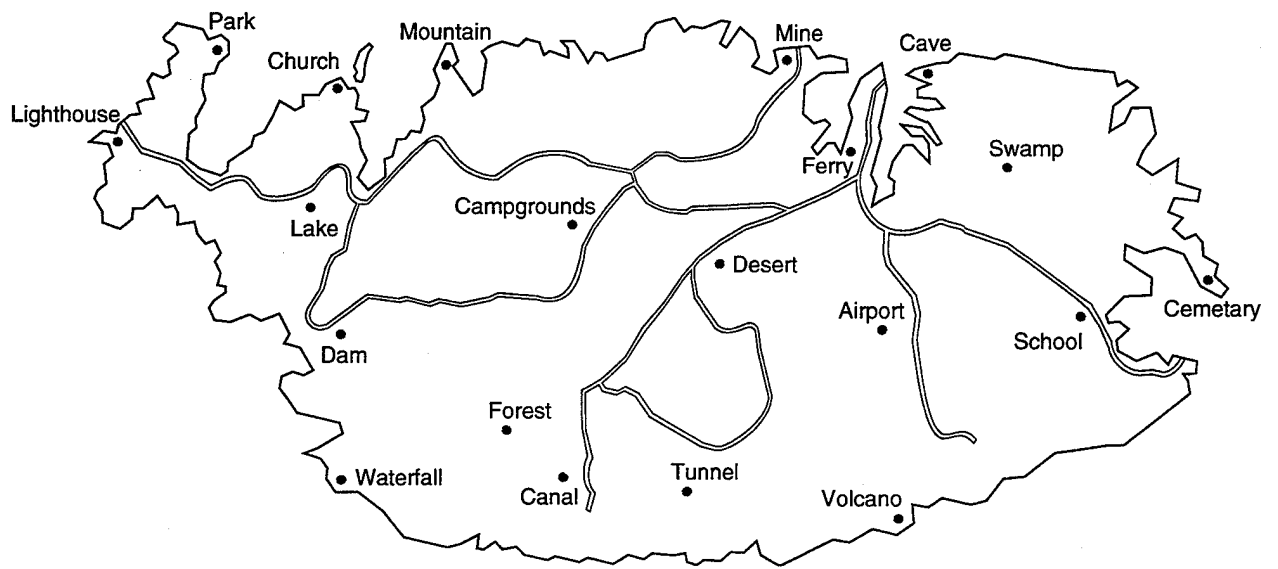 Park
Mountain
Mine
Cave
Church
Lighthouse
Ferry
Swamp
Lake
Campgrounds
Desert
Airport
Cemetary
School
Dam
Forest
Waterfall
Canal
Tunnel
Volcano